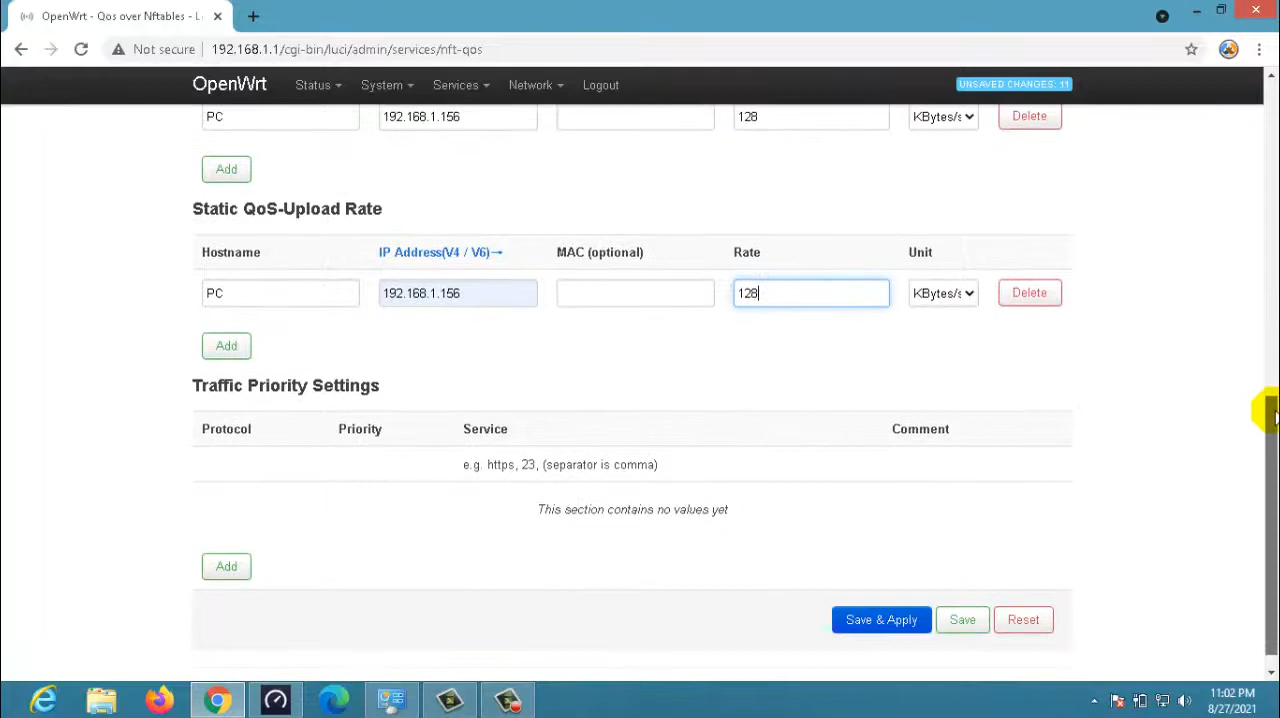 OpenWrt - Qos over Nftables - L
Not secure
192.168.1.1/cgi-bin/luci/admin/services/nft-qos
OpenWrt Status System Services Network Logout UNSAVED CHANGES: 11
PC 192.168.1.156 128 KBytes/s Delete
Add
Static QoS-Upload Rate
Hostname IP Address(V4 / V6)→ MAC (optional) Rate Unit
PC 192.168.1.156 128 KBytes/s Delete
Add
Traffic Priority Settings
Protocol Priority Service Comment
e.g. https, 23, (separator is comma)
This section contains no values yet
Add
Save & Apply Save Reset
11:02 PM
8/27/2021